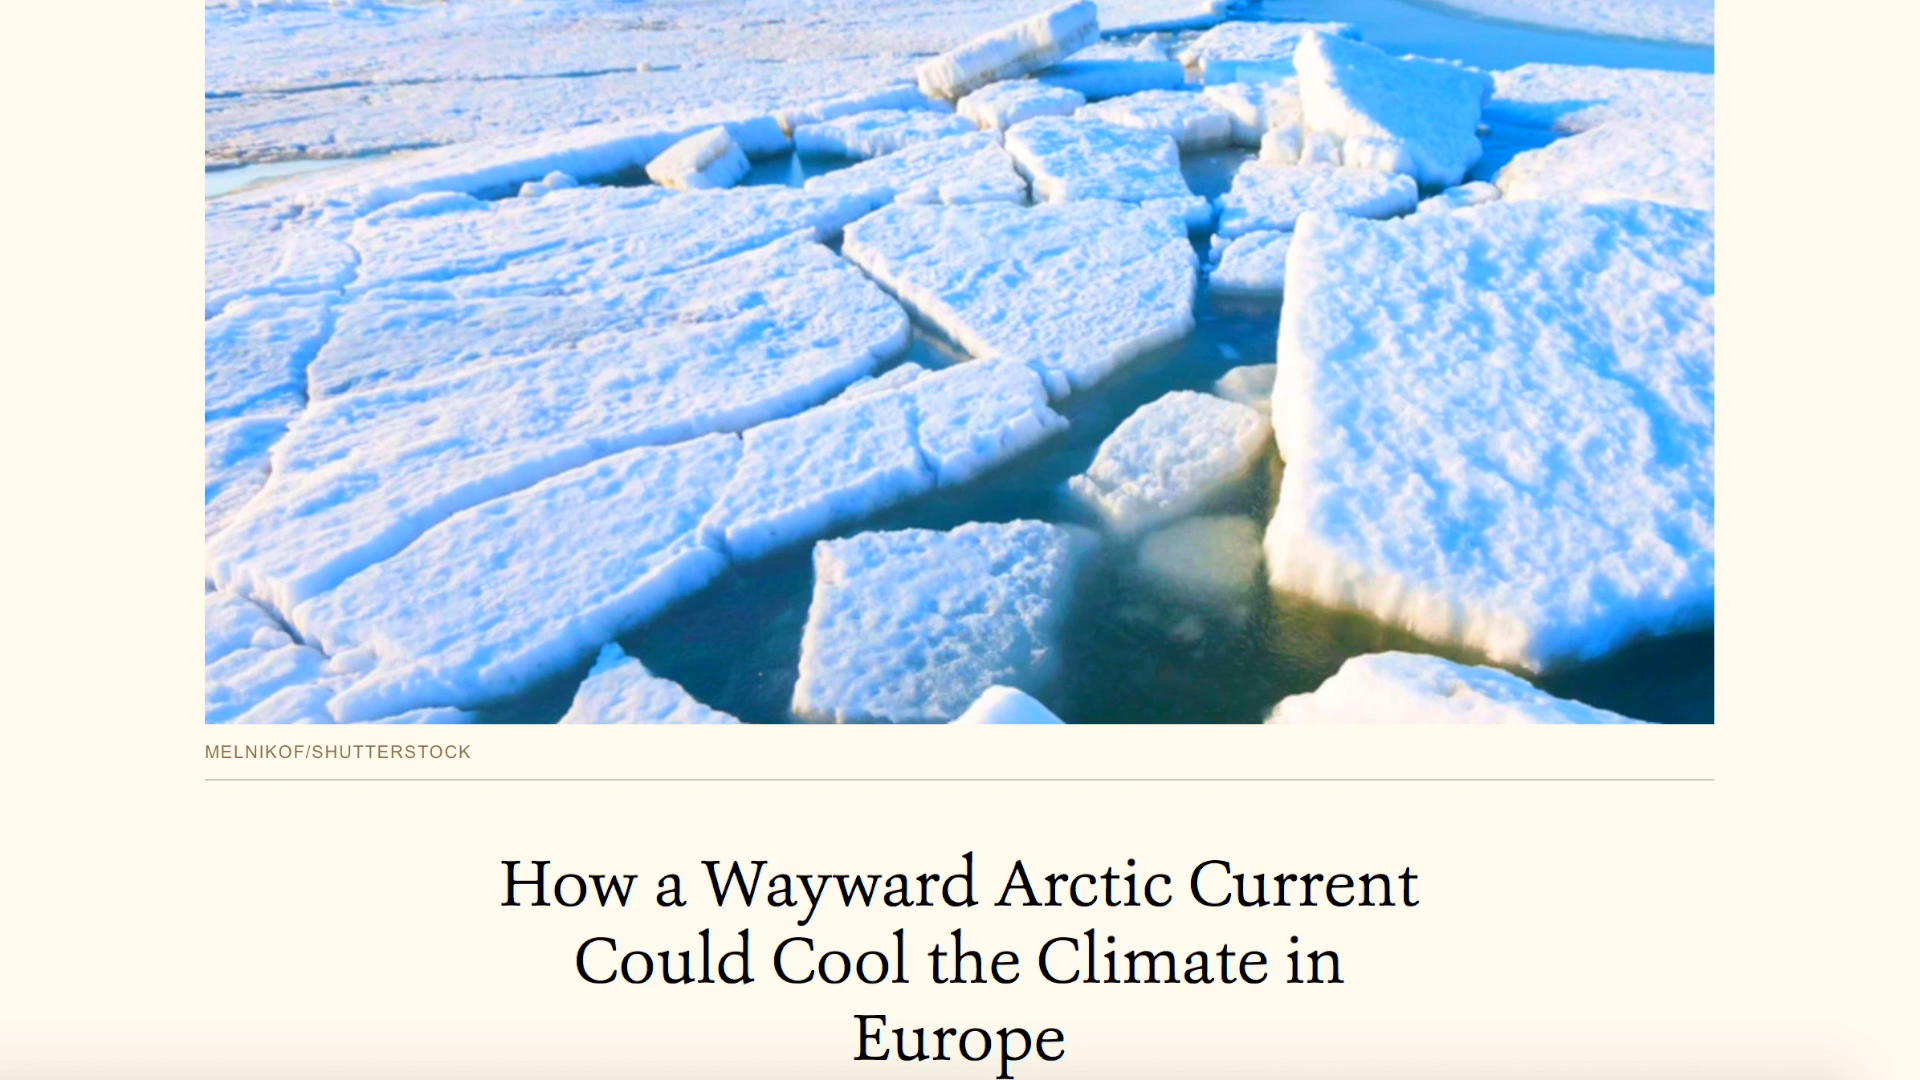 MELNIKOF/SHUTTERSTOCK
How a Wayward Arctic Current
Could Cool the Climate in
Europe